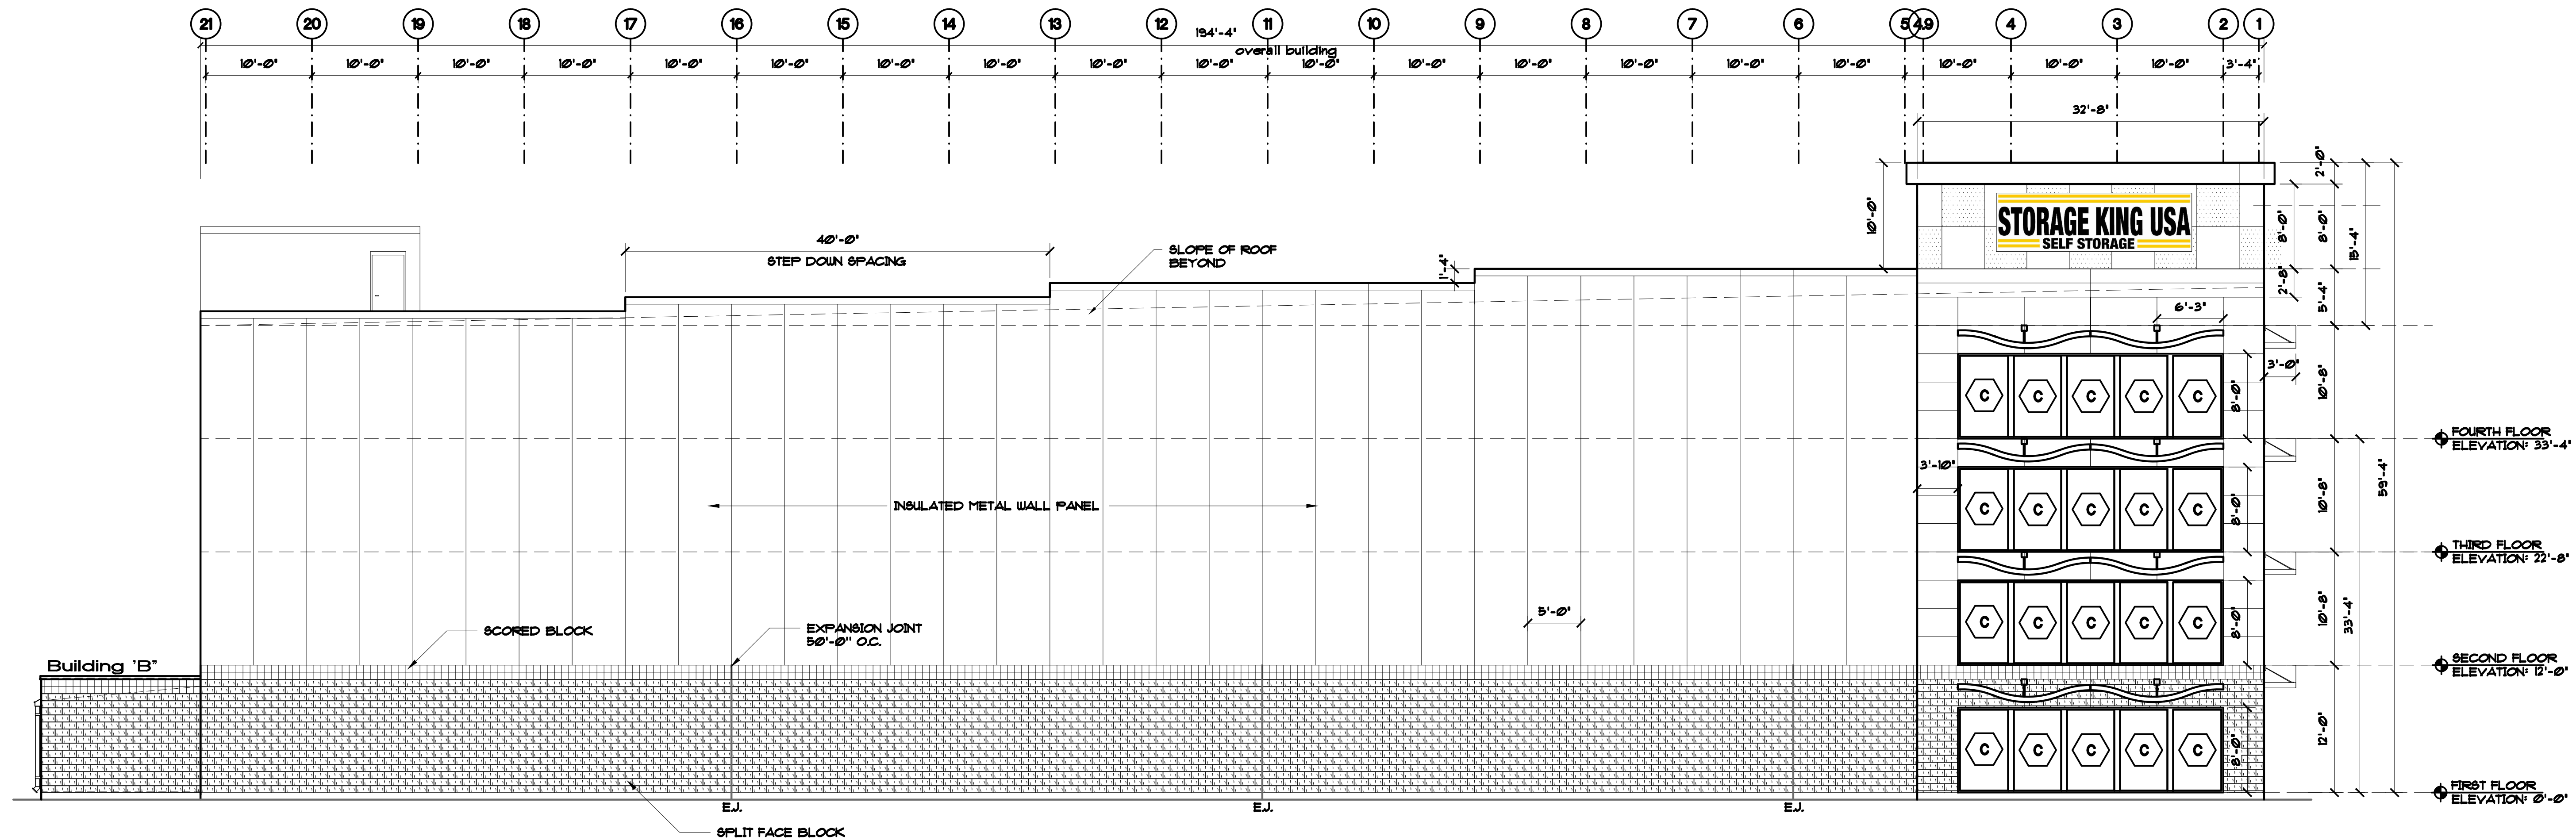 21 20 19 18 17 16 15 14 13 12 11 10 9 8 7 6 5 4.9 4 3 2 1
194'-4"
overall building
10'-0" 10'-0" 10'-0" 10'-0" 10'-0" 10'-0" 10'-0" 10'-0" 10'-0" 10'-0" 10'-0" 10'-0" 10'-0" 10'-0" 10'-0" 10'-0" 10'-0" 10'-0" 10'-0" 3'-4"
32'-8"
2'-0"
10'-0"
8'-0"
8'-0"
15'-4"
STORAGE KING USA
SELF STORAGE
40'-0"
STEP DOWN SPACING
SLOPE OF ROOF
BEYOND
1'-4"
2'-8"
5'-4"
6'-3"
3'-0"
C C C C C
8'-0"
10'-8"
59'-4"
FOURTH FLOOR
ELEVATION: 33'-4"
3'-10"
INSULATED METAL WALL PANEL
C C C C C
8'-0"
10'-8"
THIRD FLOOR
ELEVATION: 22'-8"
5'-0"
C C C C C
8'-0"
10'-8"
33'-4"
SCORED BLOCK
EXPANSION JOINT
50'-0" O.C.
Building 'B"
SECOND FLOOR
ELEVATION: 12'-0"
C C C C C
8'-0"
12'-0"
FIRST FLOOR
ELEVATION: 0'-0"
E.J. E.J. E.J.
SPLIT FACE BLOCK